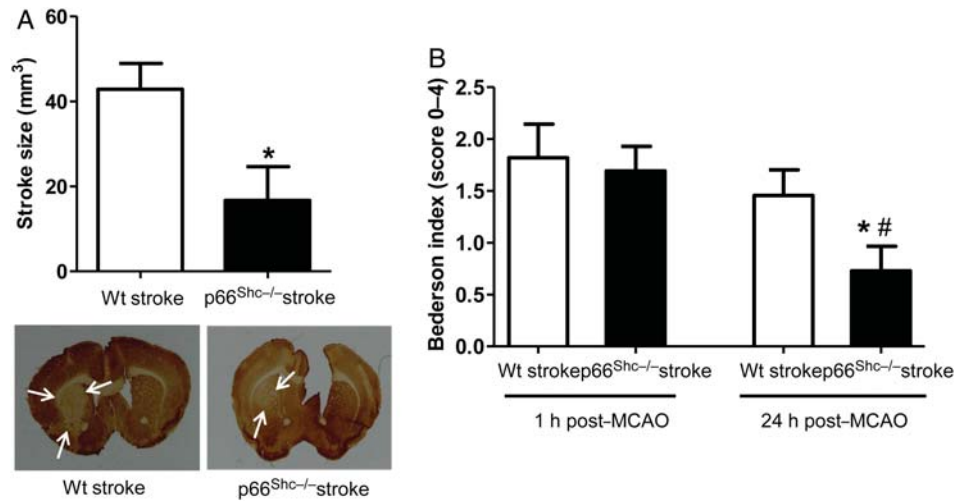 A
Stroke size (mm³)
60
40
20
0
*
Wt stroke p66Shc–/–stroke
Wt stroke p66Shc–/–stroke
B
Bederson index (score 0–4)
2.5
2.0
1.5
1.0
0.5
0.0
* #
Wt strokep66Shc–/–stroke Wt strokep66Shc–/–stroke
1 h post–MCAO 24 h post–MCAO